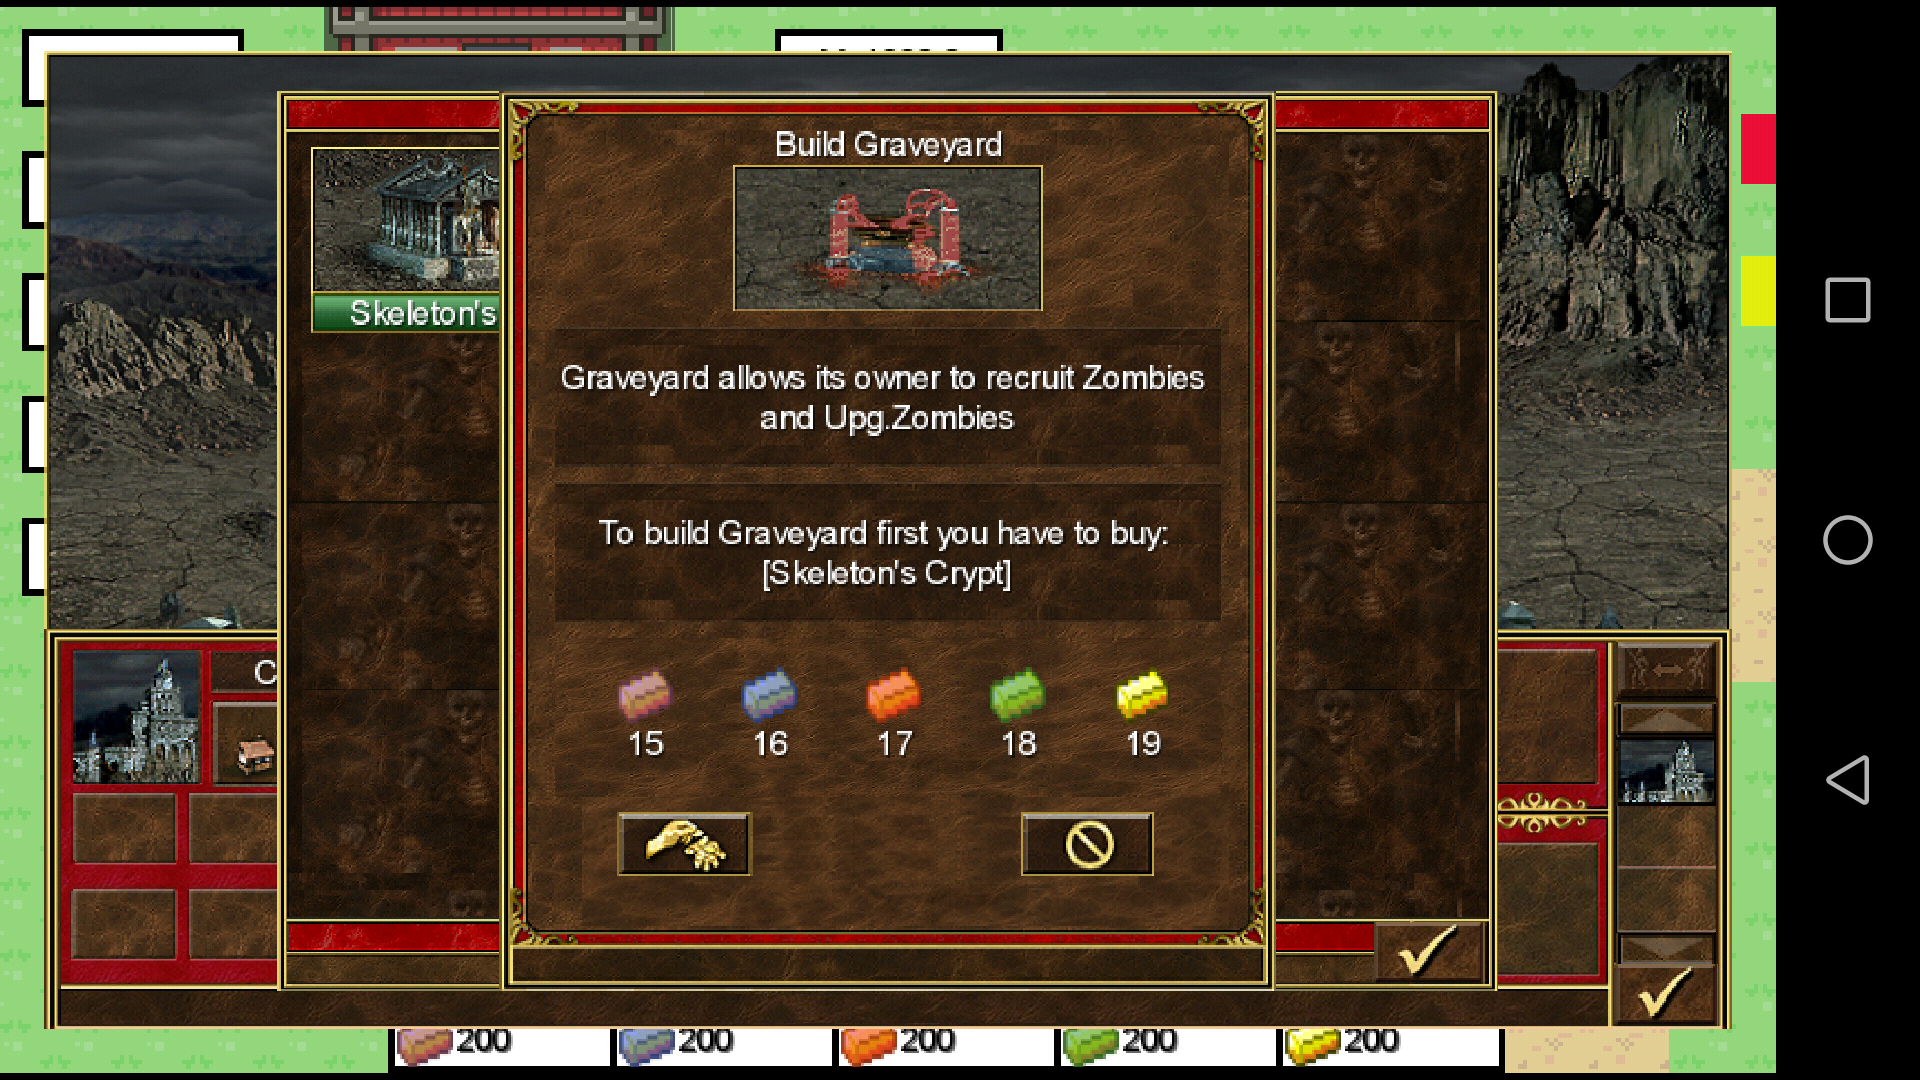 Build Graveyard
Skeleton's
Graveyard allows its owner to recruit Zombies
and Upg.Zombies
To build Graveyard first you have to buy:
[Skeleton's Crypt]
C
15 16 17 18 19
200 200 200 200 200